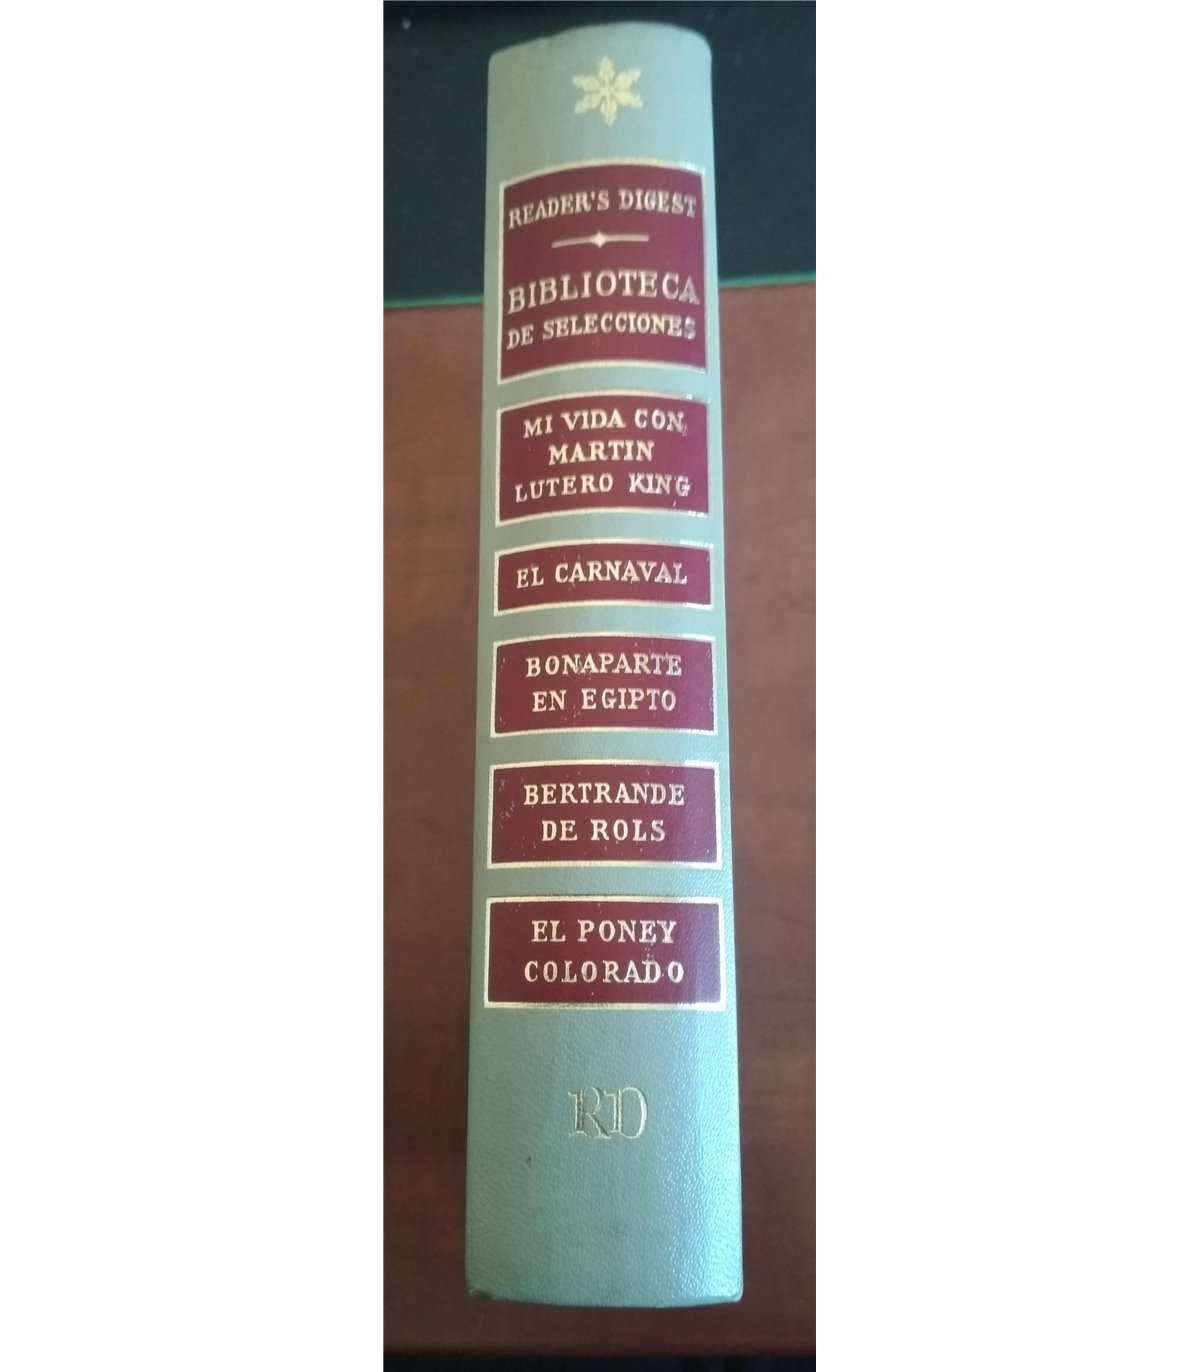 READER'S DIGEST
BIBLIOTECA
DE SELECCIONES
MI VIDA CON
MARTIN
LUTERO KING
EL CARNAVAL
BONAPARTE
EN EGIPTO
BERTRANDE
DE ROLS
EL PONEY
COLORADO
RD